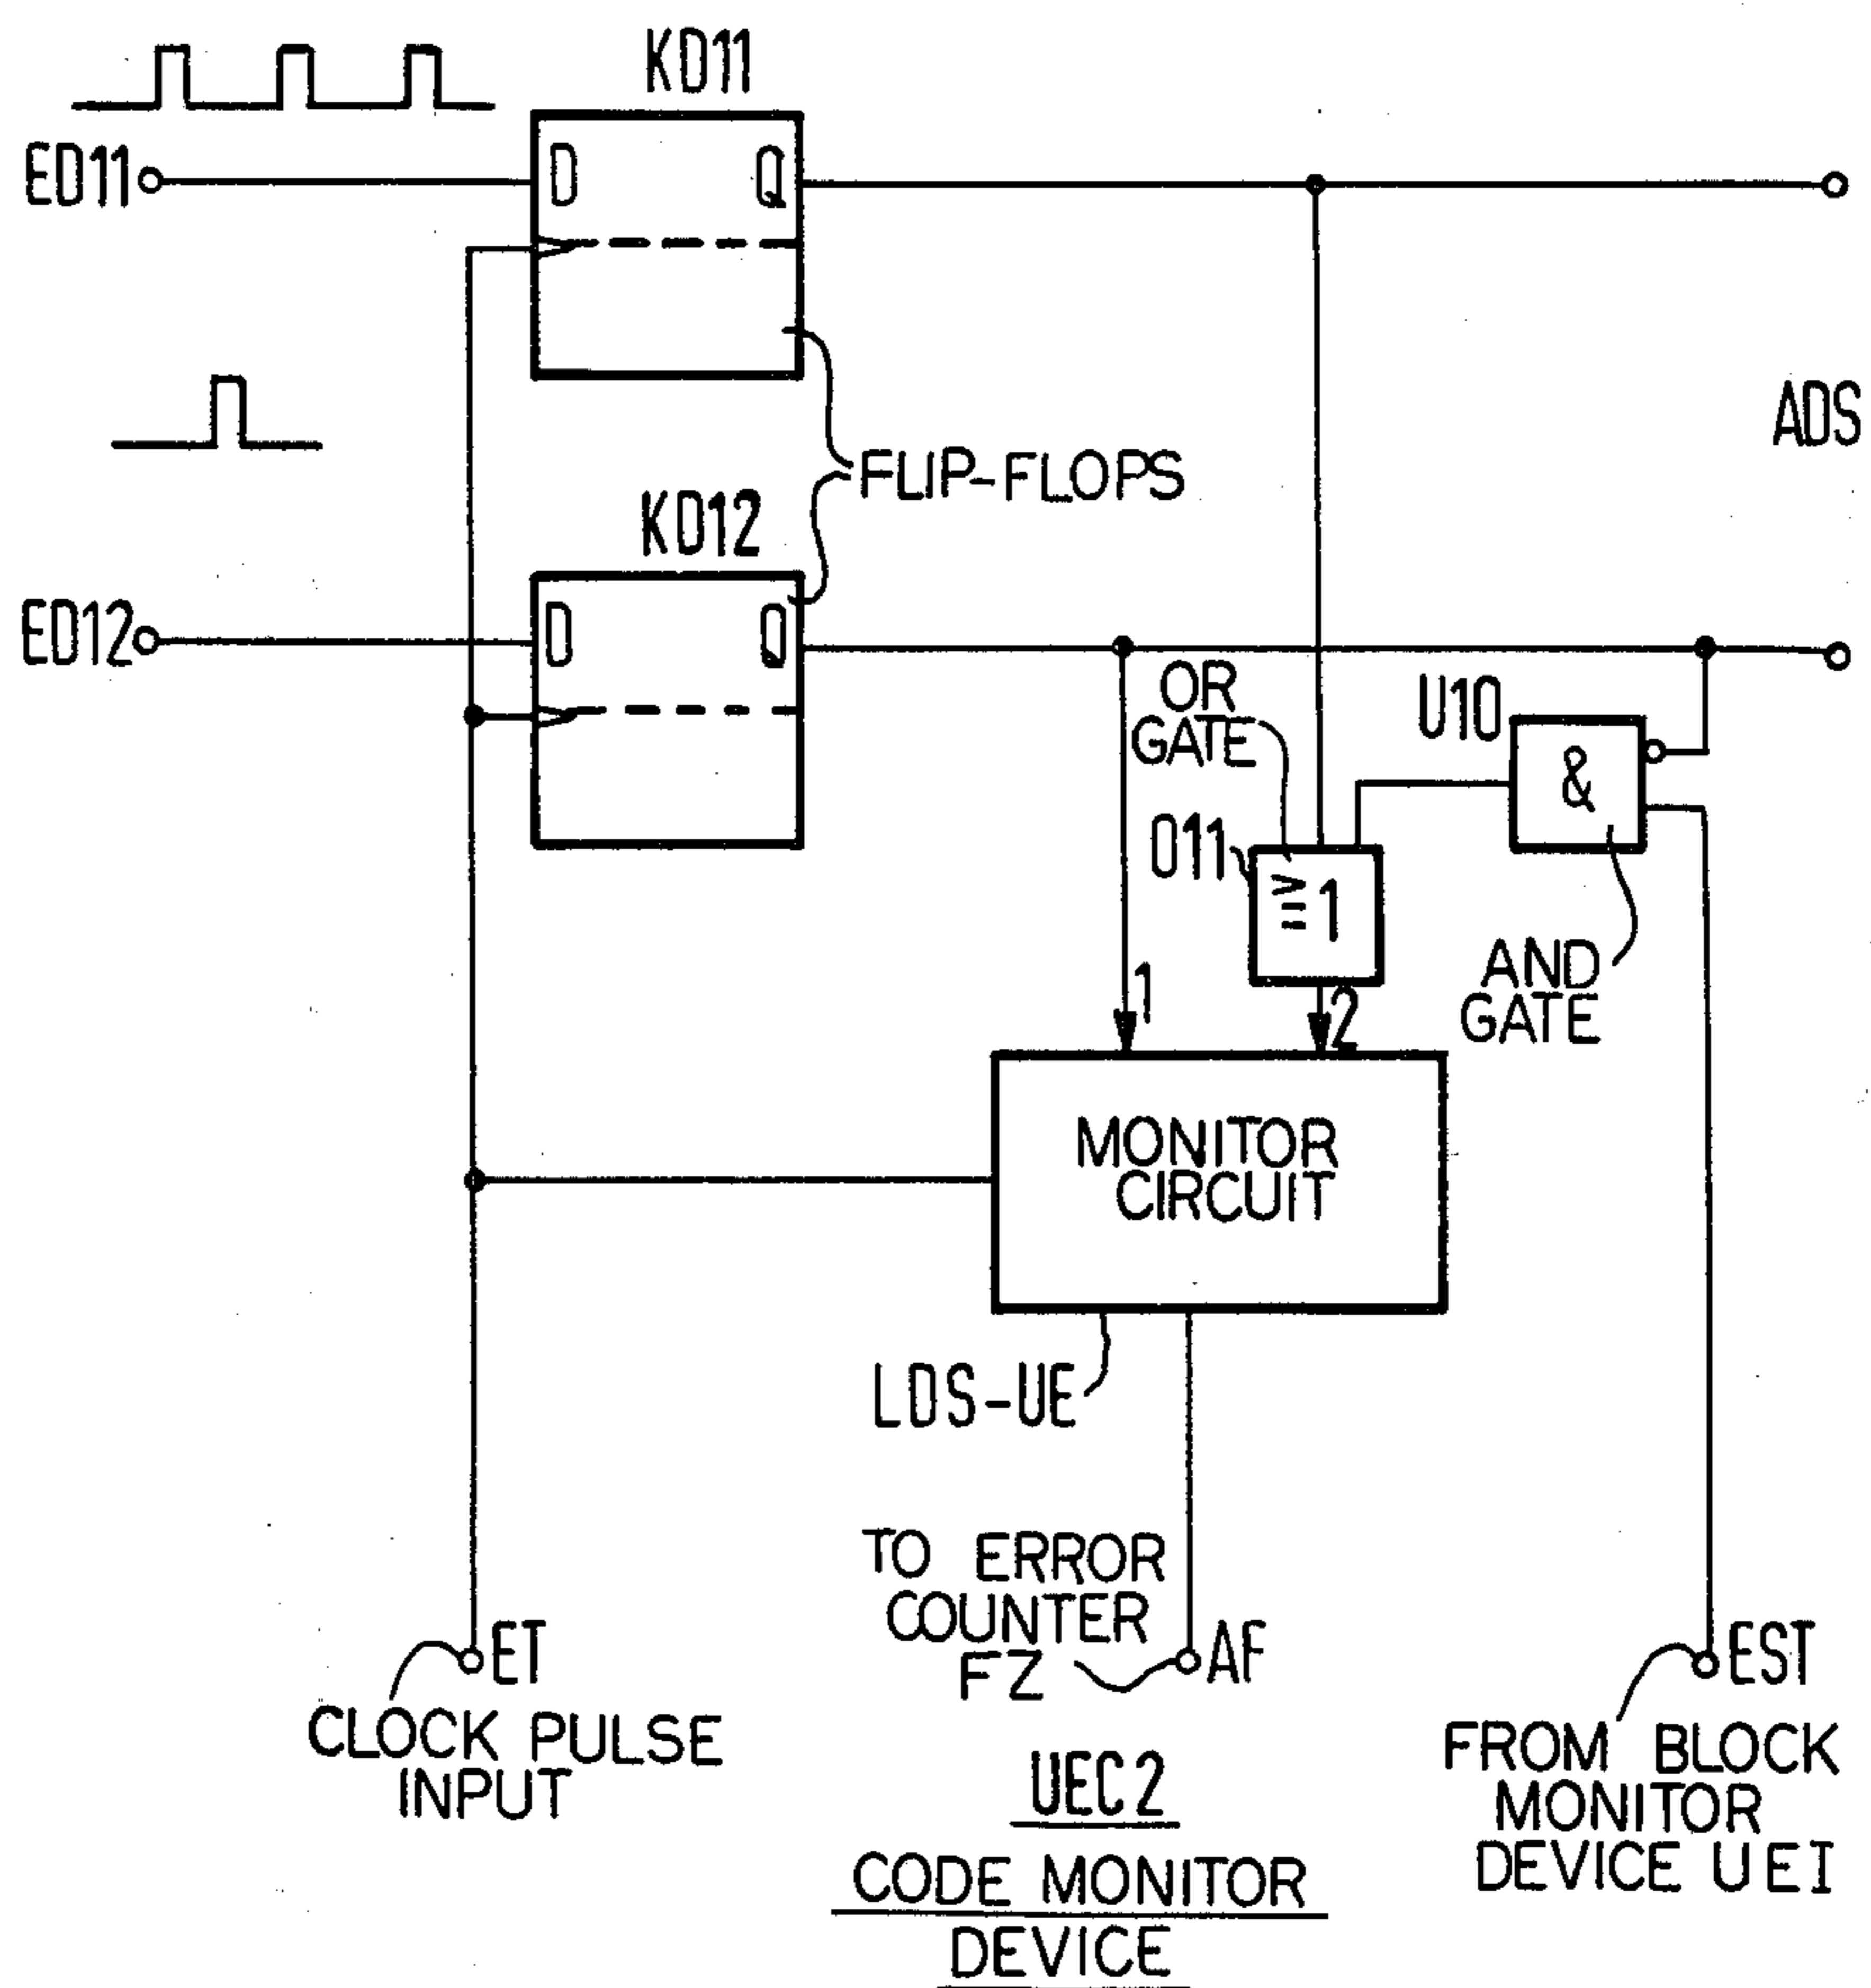 KD11
ED11
D
Q
ADS
FLIP-FLOPS
KD12
ED12
D
Q
OR
GATE
U10
&
O11
≥1
AND
GATE
1
2
MONITOR
CIRCUIT
LDS-UE
TO ERROR
COUNTER
FZ
ET
AF
EST
CLOCK PULSE
INPUT
FROM BLOCK
MONITOR
DEVICE UEI
UEC2
CODE MONITOR
DEVICE